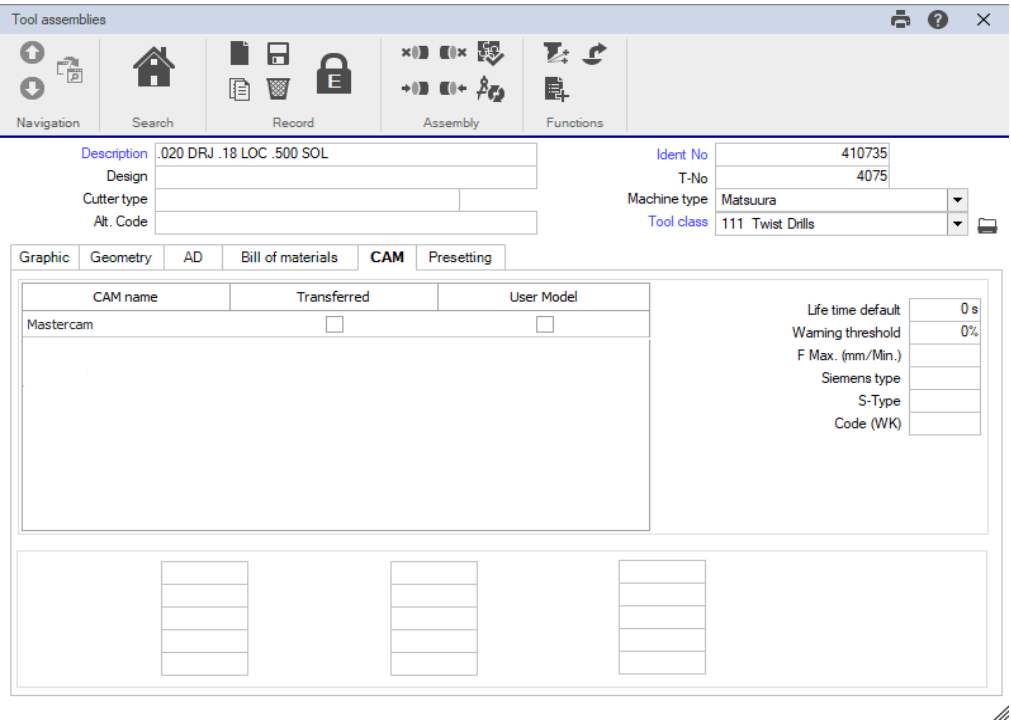 Tool assemblies
E
Navigation Search Record Assembly Functions
Description .020 DRJ .18 LOC .500 SOL Ident No 410735
Design T-No 4075
Cutter type Machine type Matsuura
Alt. Code Tool class 111 Twist Drills
Graphic Geometry AD Bill of materials CAM Presetting
CAM name Transferred User Model
Mastercam
Life time default 0 s
Warning threshold 0%
F Max. (mm/Min.)
Siemens type
S-Type
Code (WK)